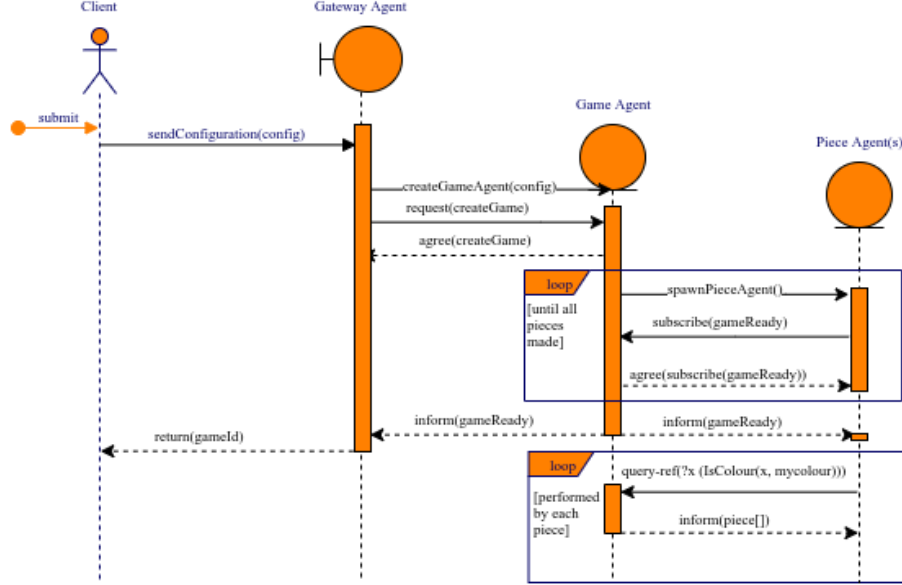 Client
Gateway Agent
Game Agent
Piece Agent(s)
submit
sendConfiguration(config)
createGameAgent(config)
request(createGame)
agree(createGame)
loop
[until all
pieces
made]
spawnPieceAgent()
subscribe(gameReady)
agree(subscribe(gameReady))
inform(gameReady)
inform(gameReady)
return(gameId)
loop
[performed
by each
piece]
query-ref(?x (IsColour(x, mycolour)))
inform(piece[])